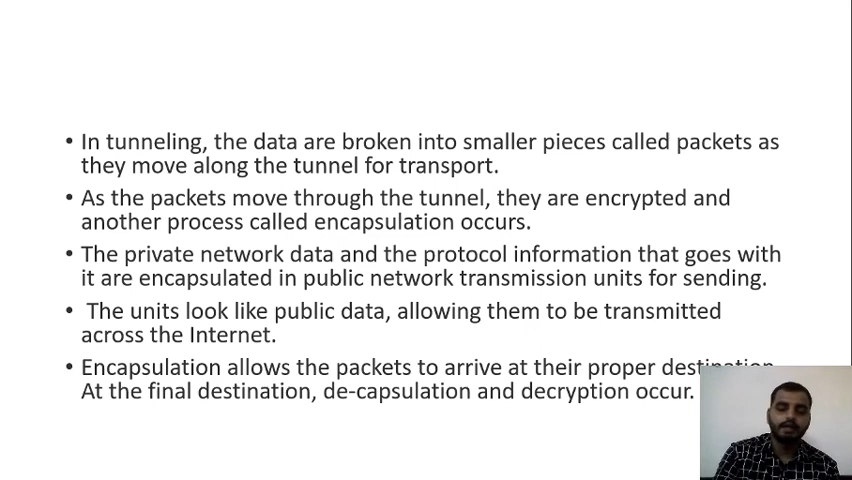 • In tunneling, the data are broken into smaller pieces called packets as
they move along the tunnel for transport.
• As the packets move through the tunnel, they are encrypted and
another process called encapsulation occurs.
• The private network data and the protocol information that goes with
it are encapsulated in public network transmission units for sending.
• The units look like public data, allowing them to be transmitted
across the Internet.
• Encapsulation allows the packets to arrive at their proper destination.
At the final destination, de-capsulation and decryption occur.